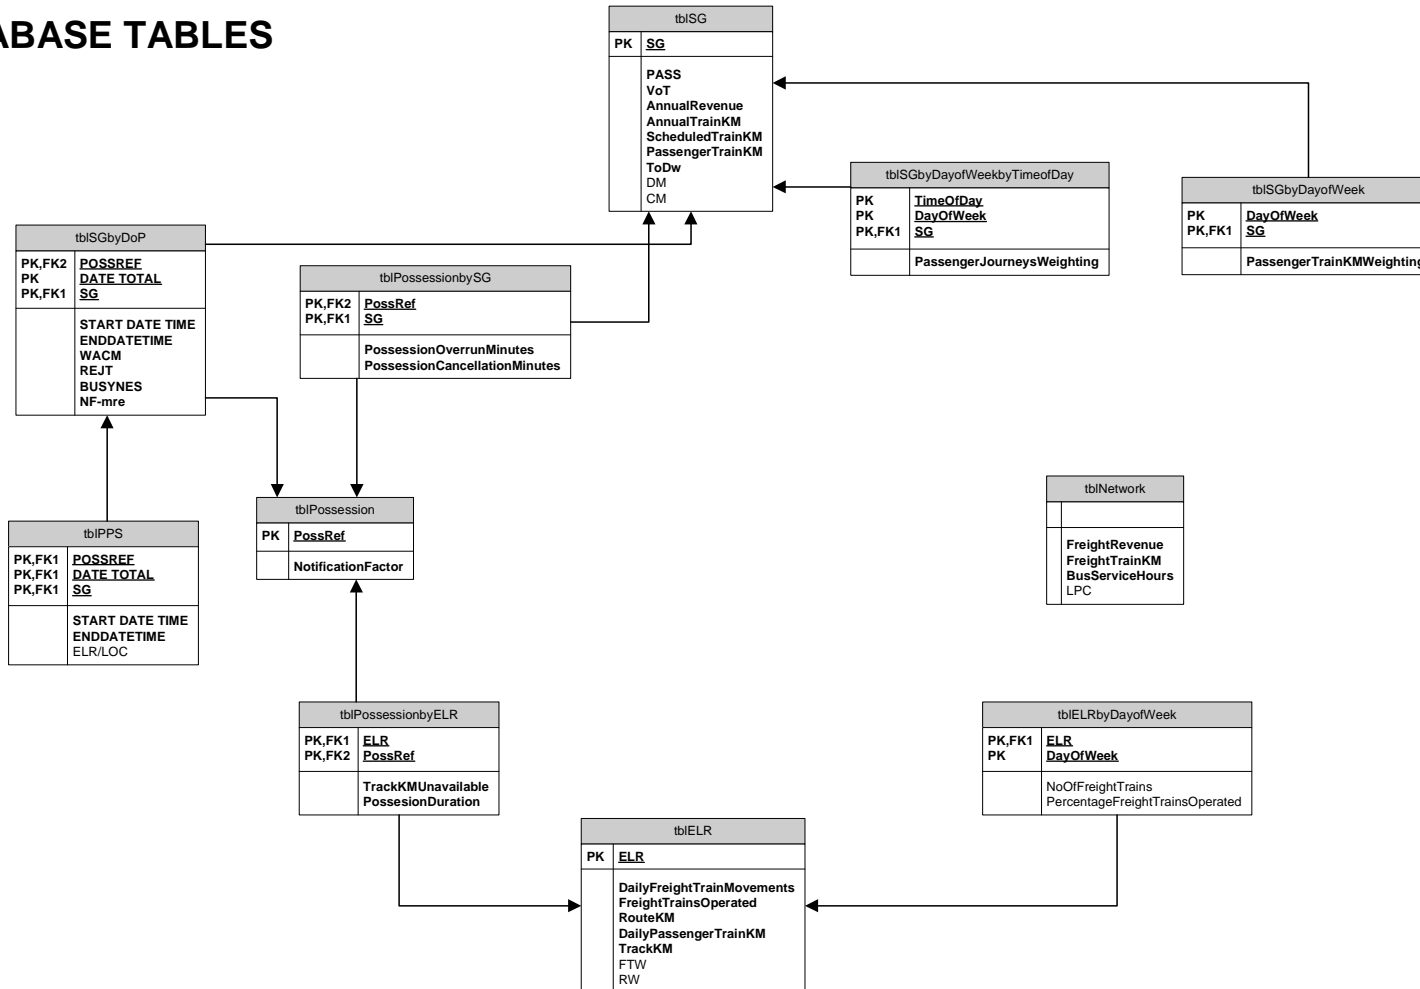 ABASE TABLES
tblSG
PK SG
PASS
VoT
AnnualRevenue
AnnualTrainKM
ScheduledTrainKM
PassengerTrainKM
ToDw
DM
CM
tblSGbyDayofWeekbyTimeofDay
PK TimeOfDay
PK DayOfWeek
PK,FK1 SG
PassengerJourneysWeighting
tblSGbyDayofWeek
PK DayOfWeek
PK,FK1 SG
PassengerTrainKMWeighting
tblSGbyDoP
PK,FK2 POSSREF
PK DATE TOTAL
PK,FK1 SG
START DATE TIME
ENDDATETIME
WACM
REJT
BUSYNES
NF-mre
tblPossessionbySG
PK,FK2 PossRef
PK,FK1 SG
PossessionOverrunMinutes
PossessionCancellationMinutes
tblPossession
PK PossRef
NotificationFactor
tblNetwork
FreightRevenue
FreightTrainKM
BusServiceHours
LPC
tblPPS
PK,FK1 POSSREF
PK,FK1 DATE TOTAL
PK,FK1 SG
START DATE TIME
ENDDATETIME
ELR/LOC
tblPossessionbyELR
PK,FK1 ELR
PK,FK2 PossRef
TrackKMUnavailable
PossesionDuration
tblELRbyDayofWeek
PK,FK1 ELR
PK DayOfWeek
NoOfFreightTrains
PercentageFreightTrainsOperated
tblELR
PK ELR
DailyFreightTrainMovements
FreightTrainsOperated
RouteKM
DailyPassengerTrainKM
TrackKM
FTW
RW